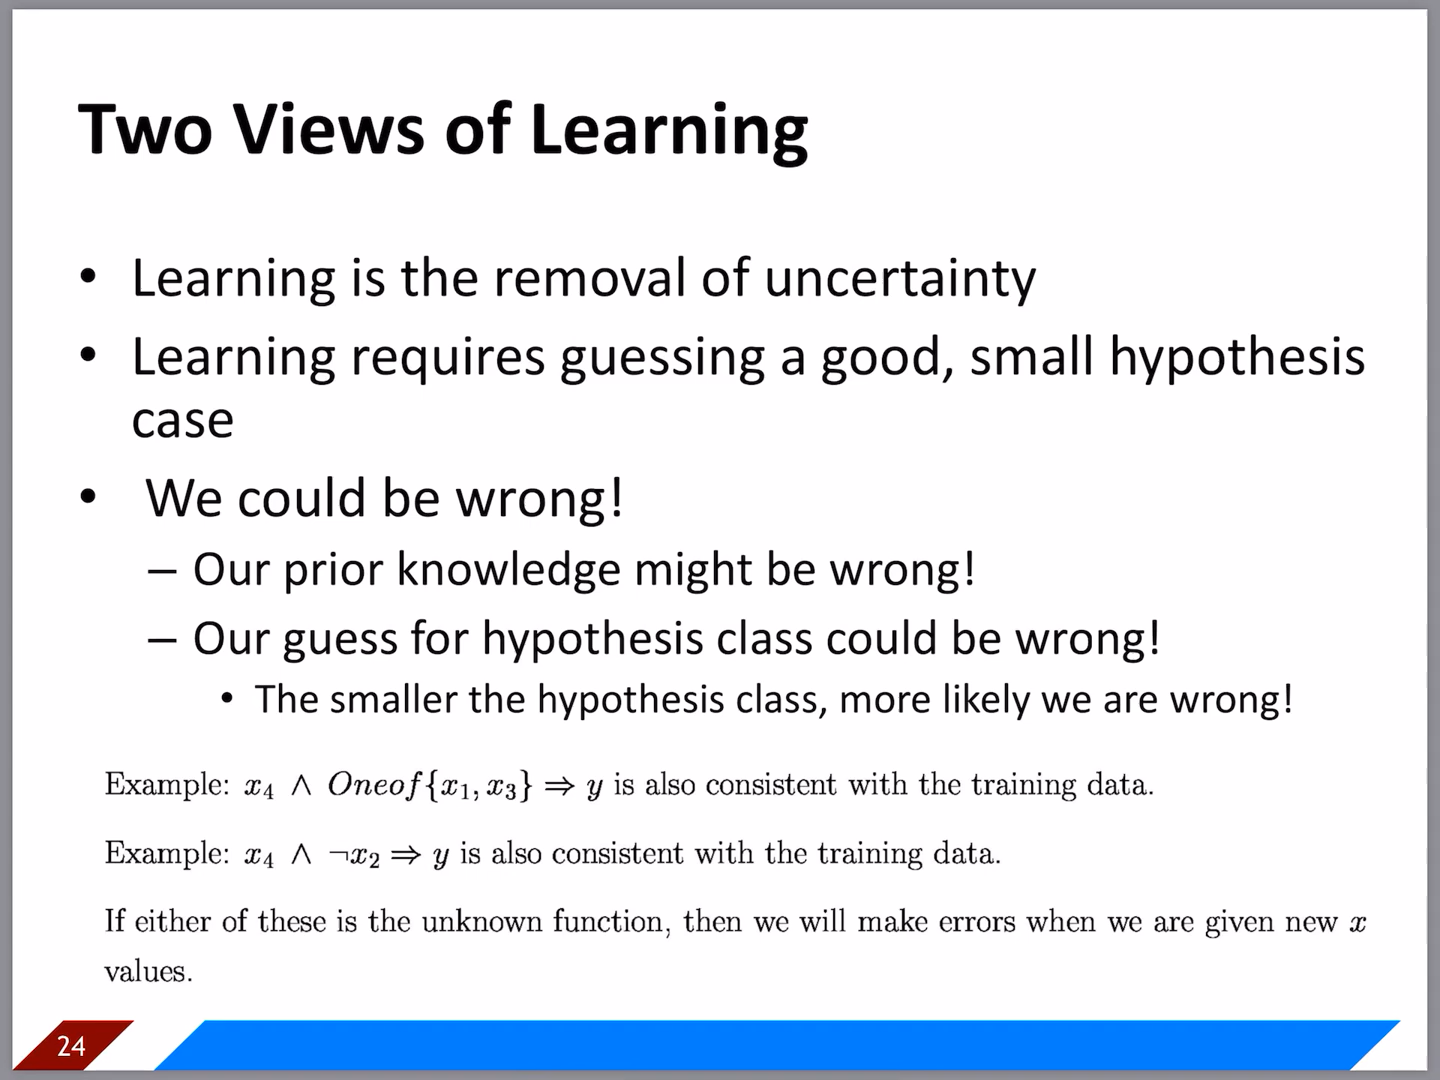 Two Views of Learning
• Learning is the removal of uncertainty
• Learning requires guessing a good, small hypothesis
case
• We could be wrong!
– Our prior knowledge might be wrong!
– Our guess for hypothesis class could be wrong!
• The smaller the hypothesis class, more likely we are wrong!
Example: x₄ ∧ Oneof{x₁, x₃} ⇒ y is also consistent with the training data.
Example: x₄ ∧ ¬x₂ ⇒ y is also consistent with the training data.
If either of these is the unknown function, then we will make errors when we are given new x
values.
24